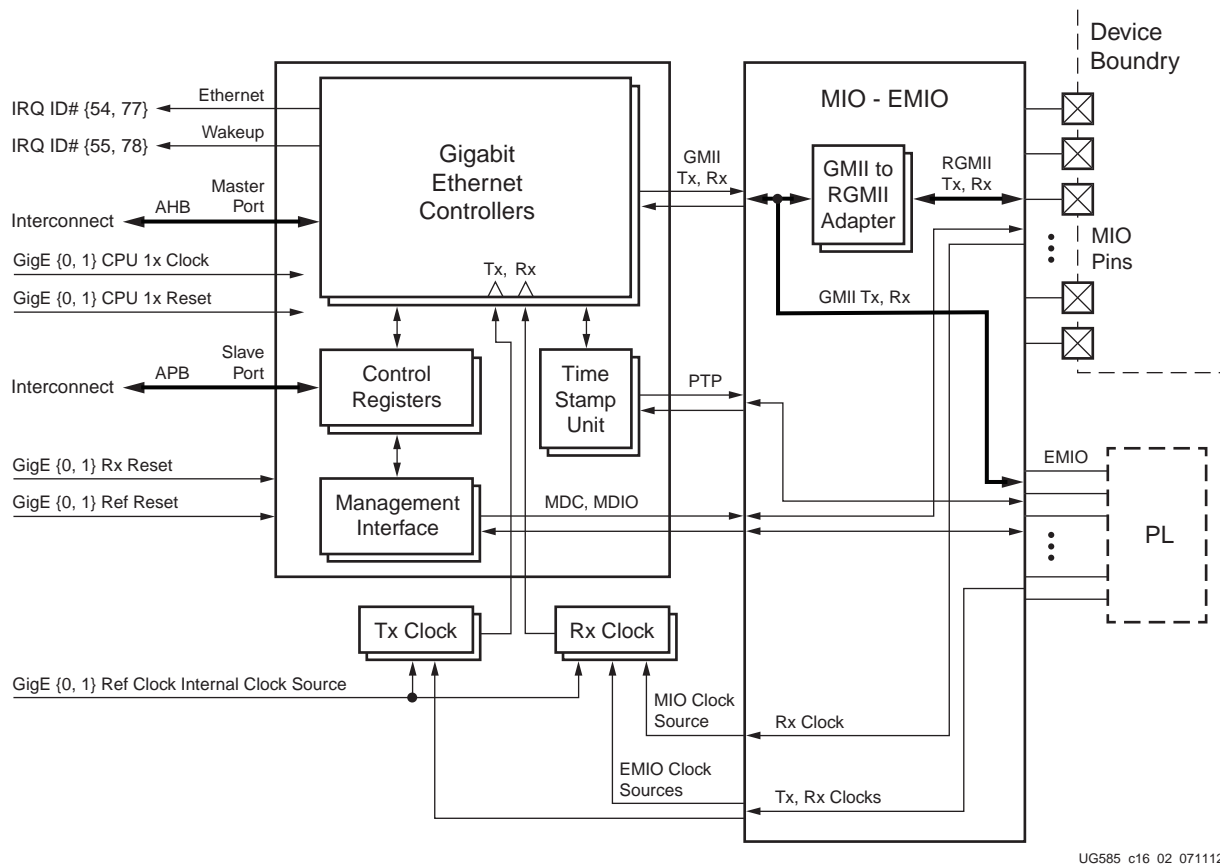 Device
Boundry
Ethernet
IRQ ID# {54, 77}
Wakeup
IRQ ID# {55, 78}
Master
Port
AHB
Interconnect
GigE {0, 1} CPU 1x Clock
GigE {0, 1} CPU 1x Reset
Slave
Port
APB
Interconnect
GigE {0, 1} Rx Reset
GigE {0, 1} Ref Reset
Gigabit
Ethernet
Controllers
Tx, Rx
Control
Registers
Time
Stamp
Unit
Management
Interface
GMII
Tx, Rx
PTP
MDC, MDIO
MIO - EMIO
GMII to
RGMII
Adapter
RGMII
Tx, Rx
GMII Tx, Rx
MIO
Pins
EMIO
PL
Tx Clock
Rx Clock
GigE {0, 1} Ref Clock Internal Clock Source
MIO Clock
Source
Rx Clock
EMIO Clock
Sources
Tx, Rx Clocks
UG585_c16_02_071112